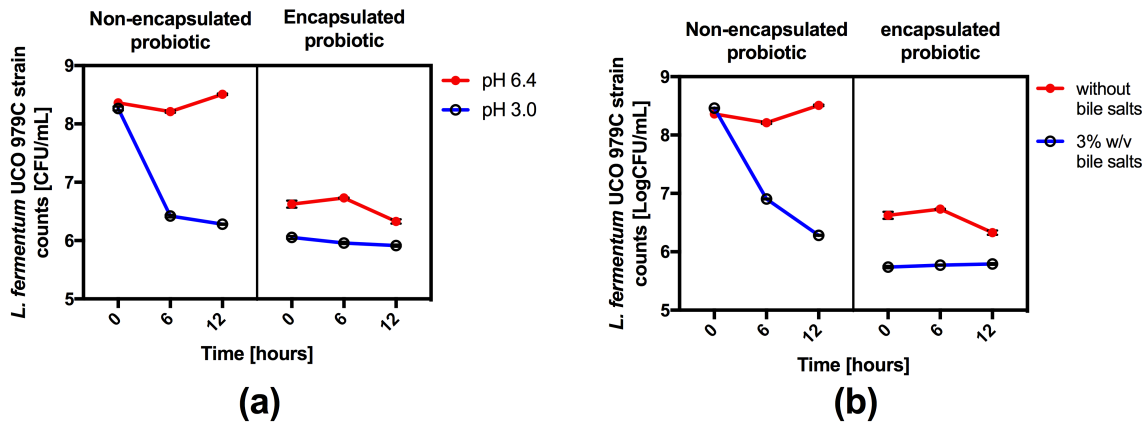 Non-encapsulated
probiotic
Encapsulated
probiotic
L. fermentum UCO 979C strain
counts [CFU/mL]
9
8
7
6
5
0
6
12
0
6
12
Time [hours]
pH 6.4
pH 3.0
(a)
Non-encapsulated
probiotic
encapsulated
probiotic
L. fermentum UCO 979C strain
counts [LogCFU/mL]
9
8
7
6
5
0
6
12
0
6
12
Time [hours]
without
bile salts
3% w/v
bile salts
(b)